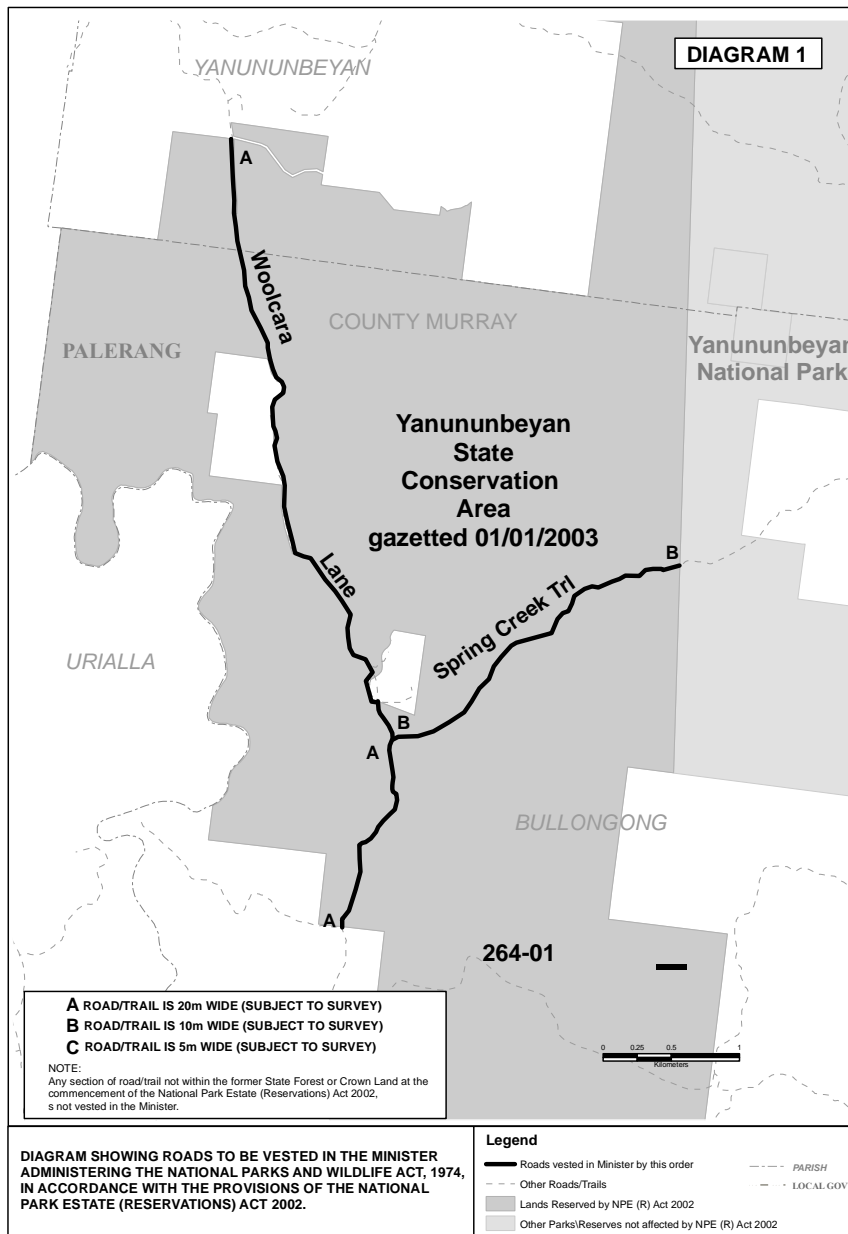 DIAGRAM 1
YANUNUNBEYAN
A
Woolcara
COUNTY MURRAY
PALERANG
Yanununbeyan
National Park
Yanununbeyan
State
Conservation
Area
gazetted 01/01/2003
B
Lane
Spring Creek Trl
URIALLA
B
A
BULLONGONG
A
264-01
A ROAD/TRAIL IS 20m WIDE (SUBJECT TO SURVEY)
B ROAD/TRAIL IS 10m WIDE (SUBJECT TO SURVEY)
C ROAD/TRAIL IS 5m WIDE (SUBJECT TO SURVEY)
NOTE:
Any section of road/trail not within the former State Forest or Crown Land at the
commencement of the National Park Estate (Reservations) Act 2002,
s not vested in the Minister.
0 0.25 0.5 1
Kilometers
DIAGRAM SHOWING ROADS TO BE VESTED IN THE MINISTER
ADMINISTERING THE NATIONAL PARKS AND WILDLIFE ACT, 1974,
IN ACCORDANCE WITH THE PROVISIONS OF THE NATIONAL
PARK ESTATE (RESERVATIONS) ACT 2002.
Legend
Roads vested in Minister by this order
Other Roads/Trails
Lands Reserved by NPE (R) Act 2002
Other Parks\Reserves not affected by NPE (R) Act 2002
PARISH
LOCAL GOV